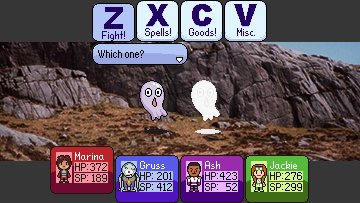 Z X C V
Fight! Spells! Goods! Misc.
Which one?
Marina
HP:372
SP:189
Gruss
HP:201
SP:412
Ash
HP:423
SP: 52
Jackie
HP:276
SP:299